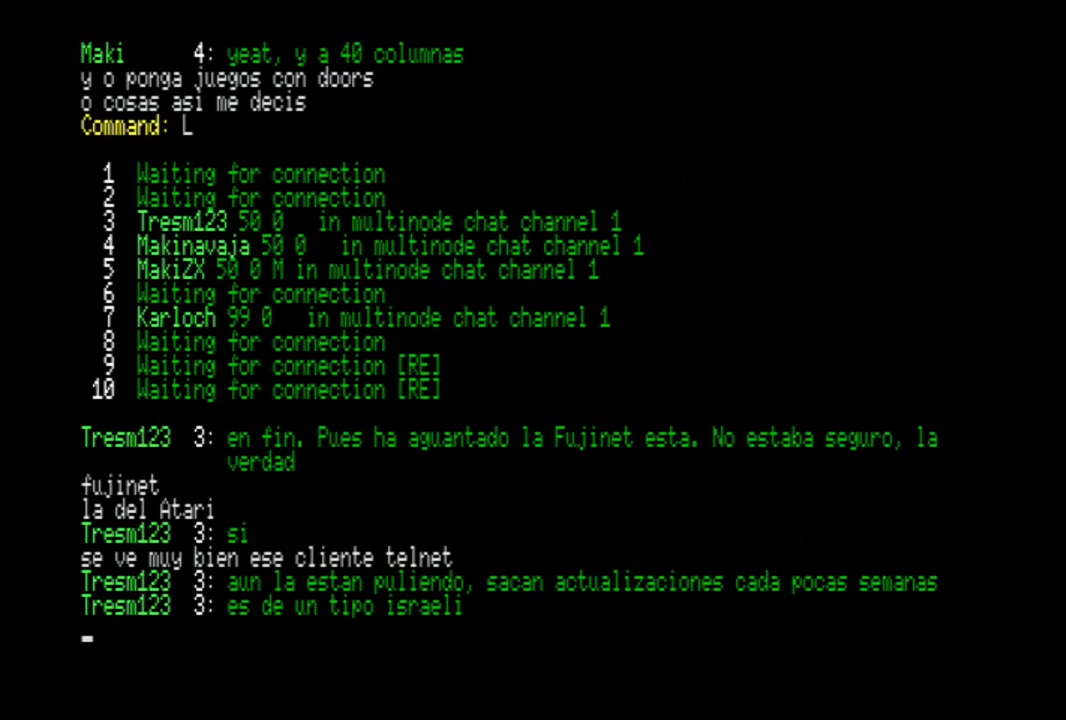 Maki      4: yeat, y a 40 columnas
y o ponga juegos con doors
o cosas asi me decis
Command: L
1 Waiting for connection
2 Waiting for connection
3 Tresm123 50 0   in multinode chat channel 1
4 Makinavaja 50 0   in multinode chat channel 1
5 MakiZX 50 0 M in multinode chat channel 1
6 Waiting for connection
7 Karloch 99 0   in multinode chat channel 1
8 Waiting for connection
9 Waiting for connection [RE]
10 Waiting for connection [RE]
Tresm123  3: en fin. Pues ha aguantado la Fujinet esta. No estaba seguro, la
verdad
fujinet
la del Atari
Tresm123  3: si
se ve muy bien ese cliente telnet
Tresm123  3: aun la estan puliendo, sacan actualizaciones cada pocas semanas
Tresm123  3: es de un tipo israeli